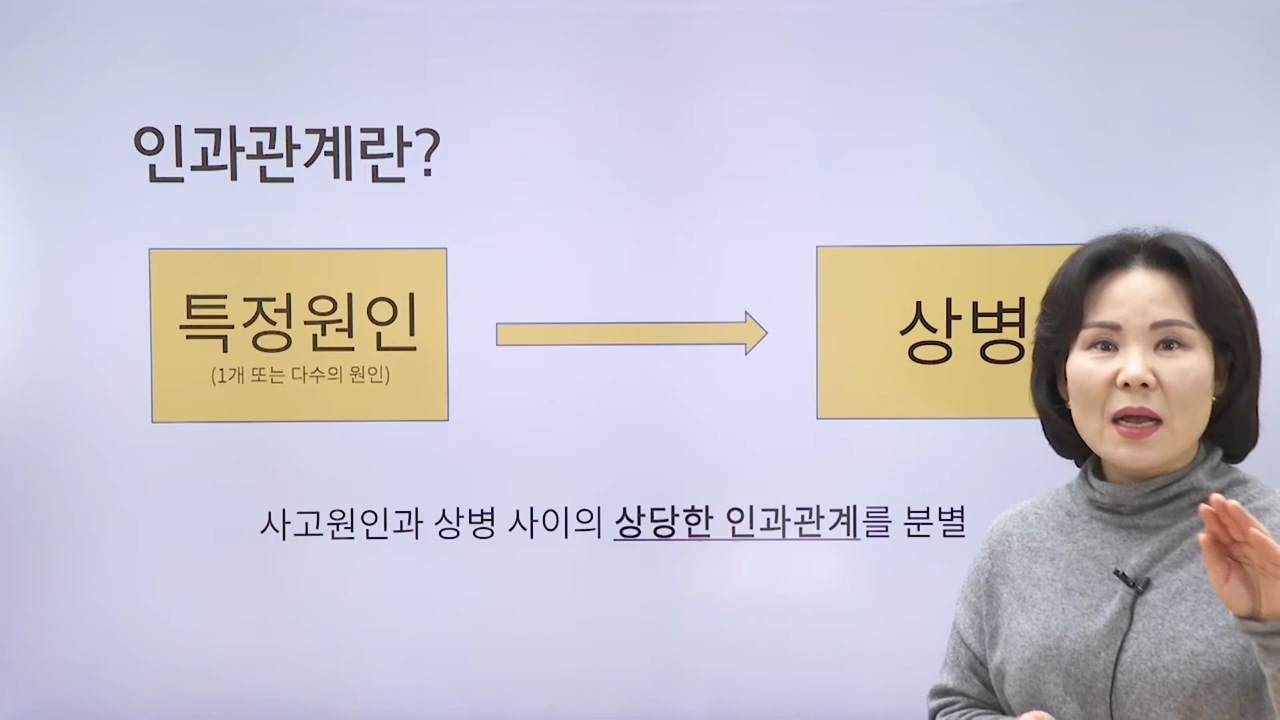 인과관계란?
특정원인
(1개 또는 다수의 원인)
상병
사고원인과 상병 사이의 상당한 인과관계를 분별